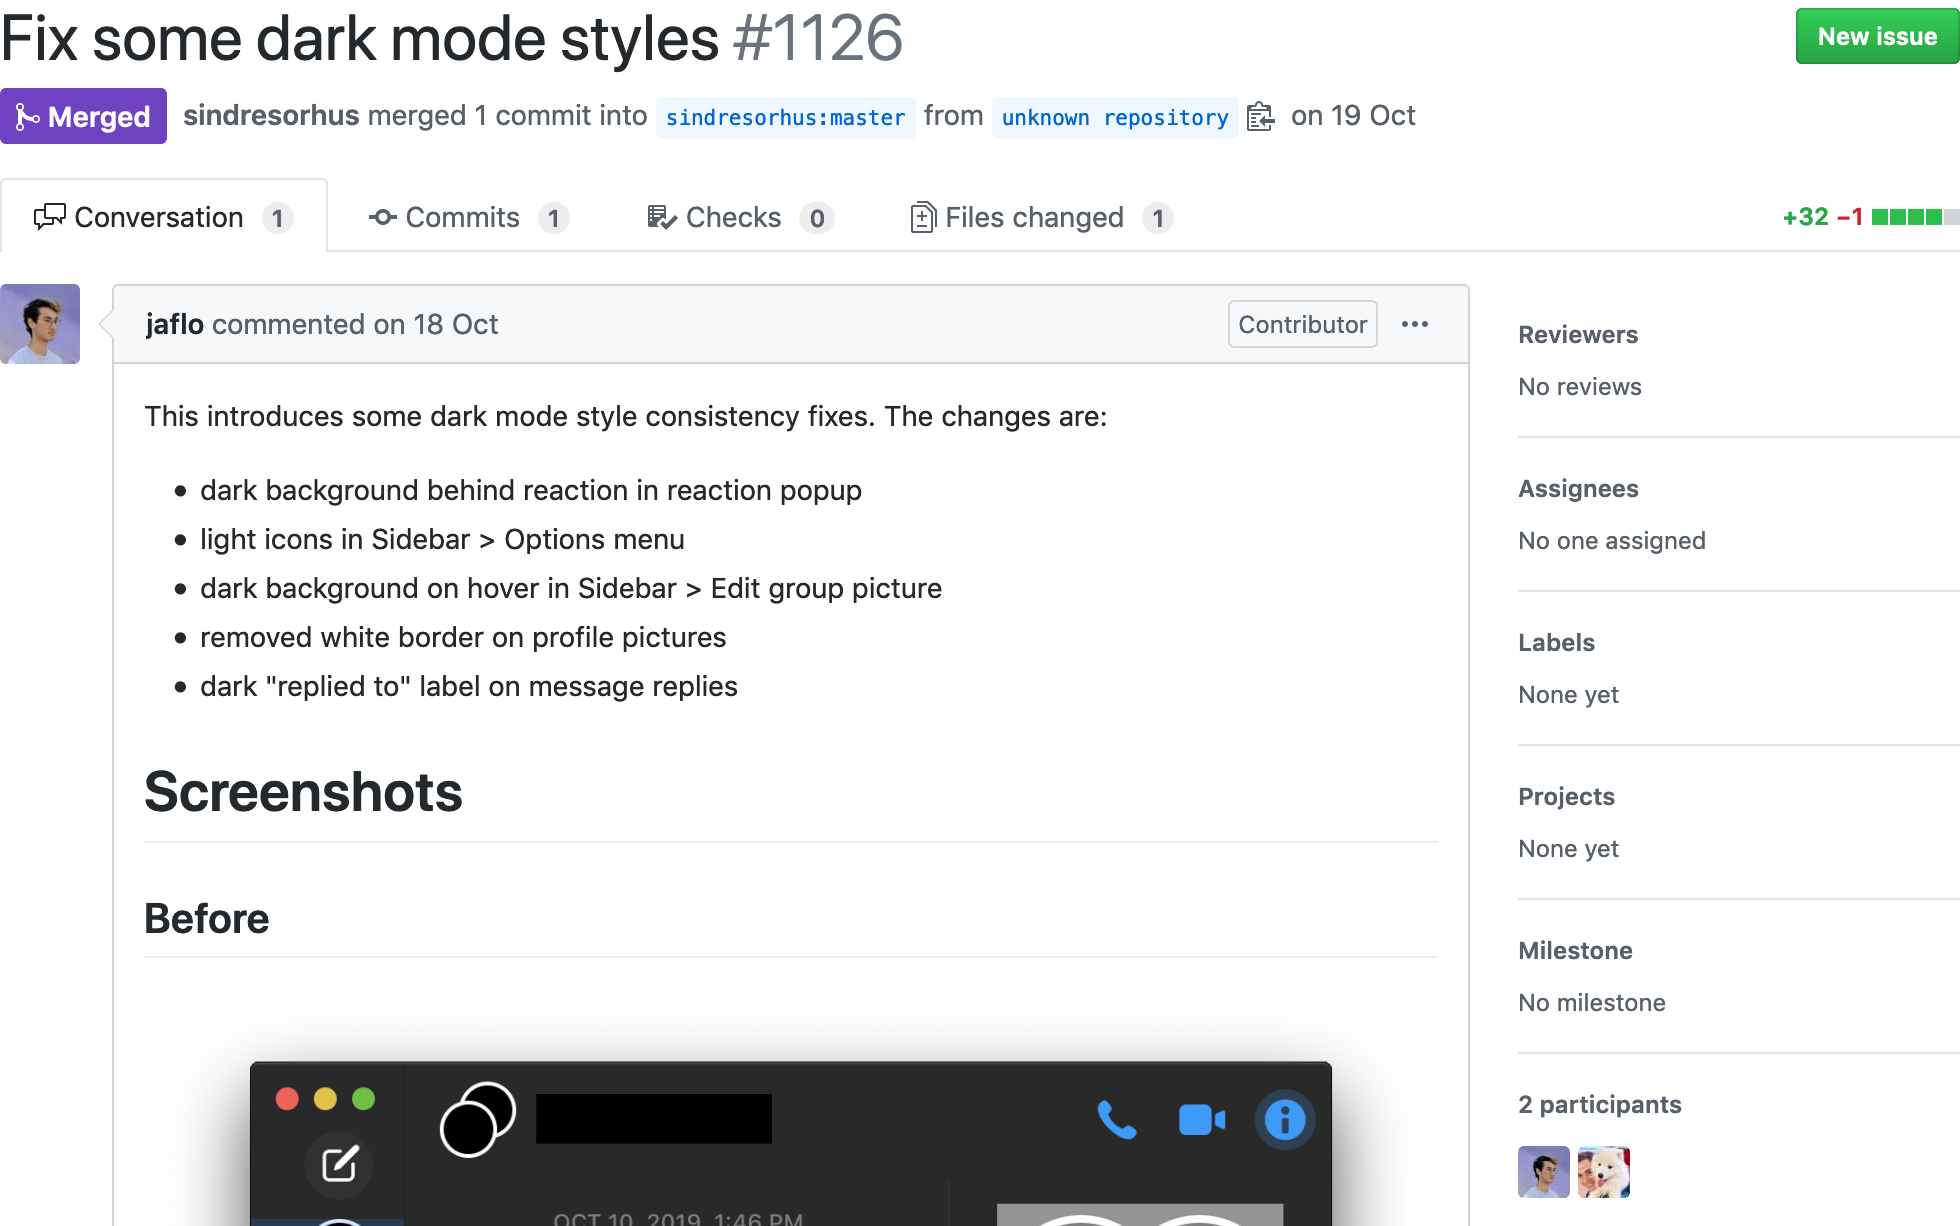 Fix some dark mode styles #1126
New issue
Merged sindresorhus merged 1 commit into sindresorhus:master from unknown repository on 19 Oct
Conversation 1 Commits 1 Checks 0 Files changed 1 +32 −1
jaflo commented on 18 Oct Contributor
This introduces some dark mode style consistency fixes. The changes are:
• dark background behind reaction in reaction popup
• light icons in Sidebar > Options menu
• dark background on hover in Sidebar > Edit group picture
• removed white border on profile pictures
• dark "replied to" label on message replies
Screenshots
Before
OCT 10, 2019, 1:46 PM
Reviewers
No reviews
Assignees
No one assigned
Labels
None yet
Projects
None yet
Milestone
No milestone
2 participants